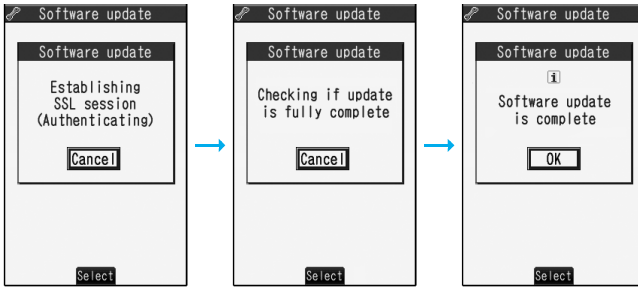 Software update
Software update
Establishing
SSL session
(Authenticating)
Cancel
Select
Software update
Software update
Checking if update
is fully complete
Cancel
Select
Software update
Software update
i
Software update
is complete
OK
Select